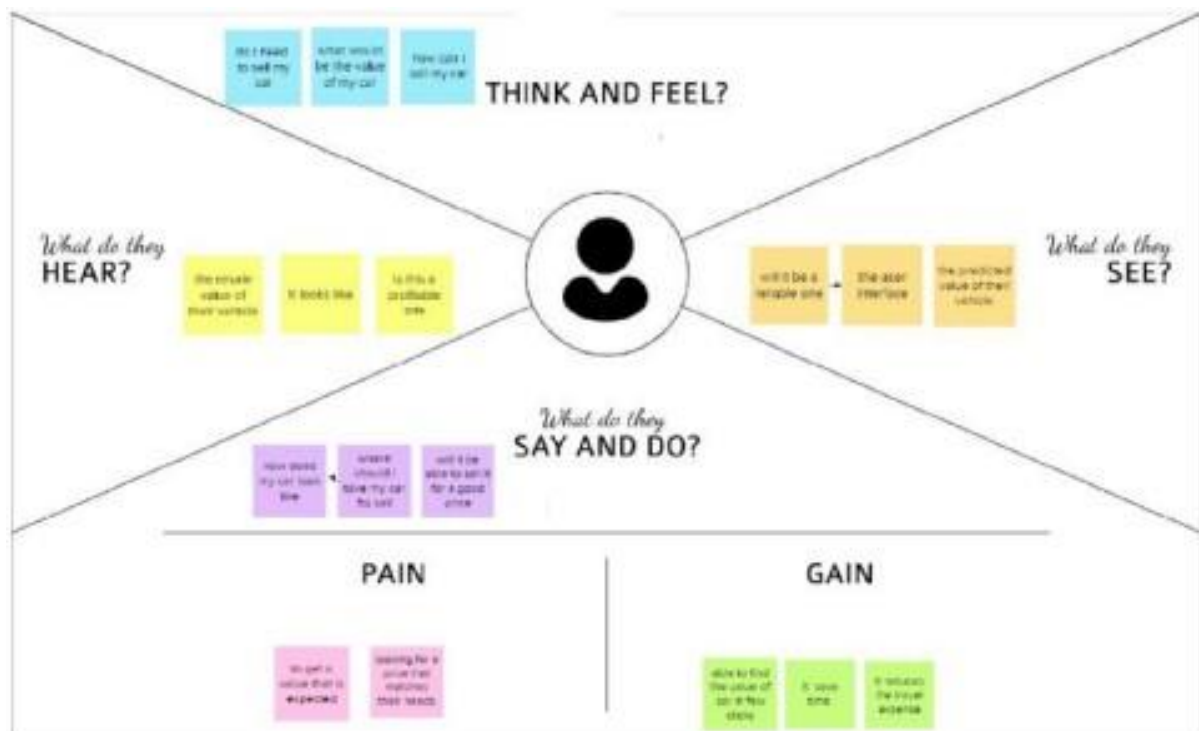 do I need
to sell my
car
what would
be the value
of my car
how can I
sell my car
THINK AND FEEL?
What do they
HEAR?
the resale
value of
their vehicle
it looks like
is this a
profitable
one
will it be a
reliable one
the user
interface
the predicted
value of their
vehicle
What do they
SEE?
What do they
SAY AND DO?
how does
my car look
like
where
should I
have my car
will it be
able to sell it
for a good
price
PAIN
GAIN
to get a
value that is
expected
looking for a
value that
matches
their needs
able to find
the value of
car in few
it save
time
it reduces
the travel
expense